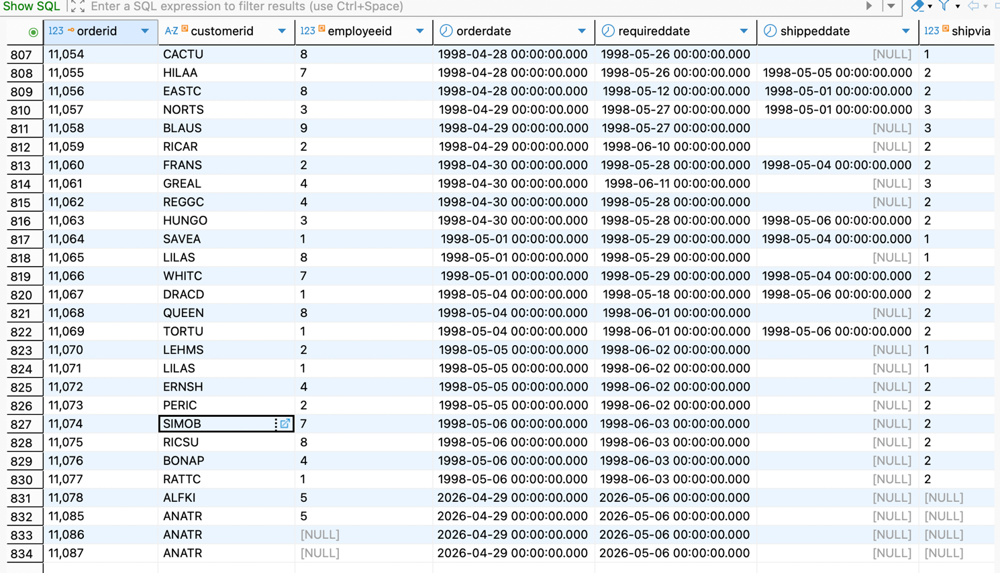 Show SQL Enter a SQL expression to filter results (use Ctrl+Space)
123 orderid A-Z customerid 123 employeeid orderdate requireddate shippeddate 123 shipvia
807 11,054 CACTU 8 1998-04-28 00:00:00.000 1998-05-26 00:00:00.000 [NULL] 1
808 11,055 HILAA 7 1998-04-28 00:00:00.000 1998-05-26 00:00:00.000 1998-05-05 00:00:00.000 2
809 11,056 EASTC 8 1998-04-28 00:00:00.000 1998-05-12 00:00:00.000 1998-05-01 00:00:00.000 2
810 11,057 NORTS 3 1998-04-29 00:00:00.000 1998-05-27 00:00:00.000 1998-05-01 00:00:00.000 3
811 11,058 BLAUS 9 1998-04-29 00:00:00.000 1998-05-27 00:00:00.000 [NULL] 3
812 11,059 RICAR 2 1998-04-29 00:00:00.000 1998-06-10 00:00:00.000 [NULL] 2
813 11,060 FRANS 2 1998-04-30 00:00:00.000 1998-05-28 00:00:00.000 1998-05-04 00:00:00.000 2
814 11,061 GREAL 4 1998-04-30 00:00:00.000 1998-06-11 00:00:00.000 [NULL] 3
815 11,062 REGGC 4 1998-04-30 00:00:00.000 1998-05-28 00:00:00.000 [NULL] 2
816 11,063 HUNGO 3 1998-04-30 00:00:00.000 1998-05-28 00:00:00.000 1998-05-06 00:00:00.000 2
817 11,064 SAVEA 1 1998-05-01 00:00:00.000 1998-05-29 00:00:00.000 1998-05-04 00:00:00.000 1
818 11,065 LILAS 8 1998-05-01 00:00:00.000 1998-05-29 00:00:00.000 [NULL] 1
819 11,066 WHITC 7 1998-05-01 00:00:00.000 1998-05-29 00:00:00.000 1998-05-04 00:00:00.000 2
820 11,067 DRACD 1 1998-05-04 00:00:00.000 1998-05-18 00:00:00.000 1998-05-06 00:00:00.000 2
821 11,068 QUEEN 8 1998-05-04 00:00:00.000 1998-06-01 00:00:00.000 [NULL] 2
822 11,069 TORTU 1 1998-05-04 00:00:00.000 1998-06-01 00:00:00.000 1998-05-06 00:00:00.000 2
823 11,070 LEHMS 2 1998-05-05 00:00:00.000 1998-06-02 00:00:00.000 [NULL] 1
824 11,071 LILAS 1 1998-05-05 00:00:00.000 1998-06-02 00:00:00.000 [NULL] 1
825 11,072 ERNSH 4 1998-05-05 00:00:00.000 1998-06-02 00:00:00.000 [NULL] 2
826 11,073 PERIC 2 1998-05-05 00:00:00.000 1998-06-02 00:00:00.000 [NULL] 2
827 11,074 SIMOB 7 1998-05-06 00:00:00.000 1998-06-03 00:00:00.000 [NULL] 2
828 11,075 RICSU 8 1998-05-06 00:00:00.000 1998-06-03 00:00:00.000 [NULL] 2
829 11,076 BONAP 4 1998-05-06 00:00:00.000 1998-06-03 00:00:00.000 [NULL] 2
830 11,077 RATTC 1 1998-05-06 00:00:00.000 1998-06-03 00:00:00.000 [NULL] 2
831 11,078 ALFKI 5 2026-04-29 00:00:00.000 2026-05-06 00:00:00.000 [NULL] [NULL]
832 11,085 ANATR 5 2026-04-29 00:00:00.000 2026-05-06 00:00:00.000 [NULL] [NULL]
833 11,086 ANATR [NULL] 2026-04-29 00:00:00.000 2026-05-06 00:00:00.000 [NULL] [NULL]
834 11,087 ANATR [NULL] 2026-04-29 00:00:00.000 2026-05-06 00:00:00.000 [NULL] [NULL]